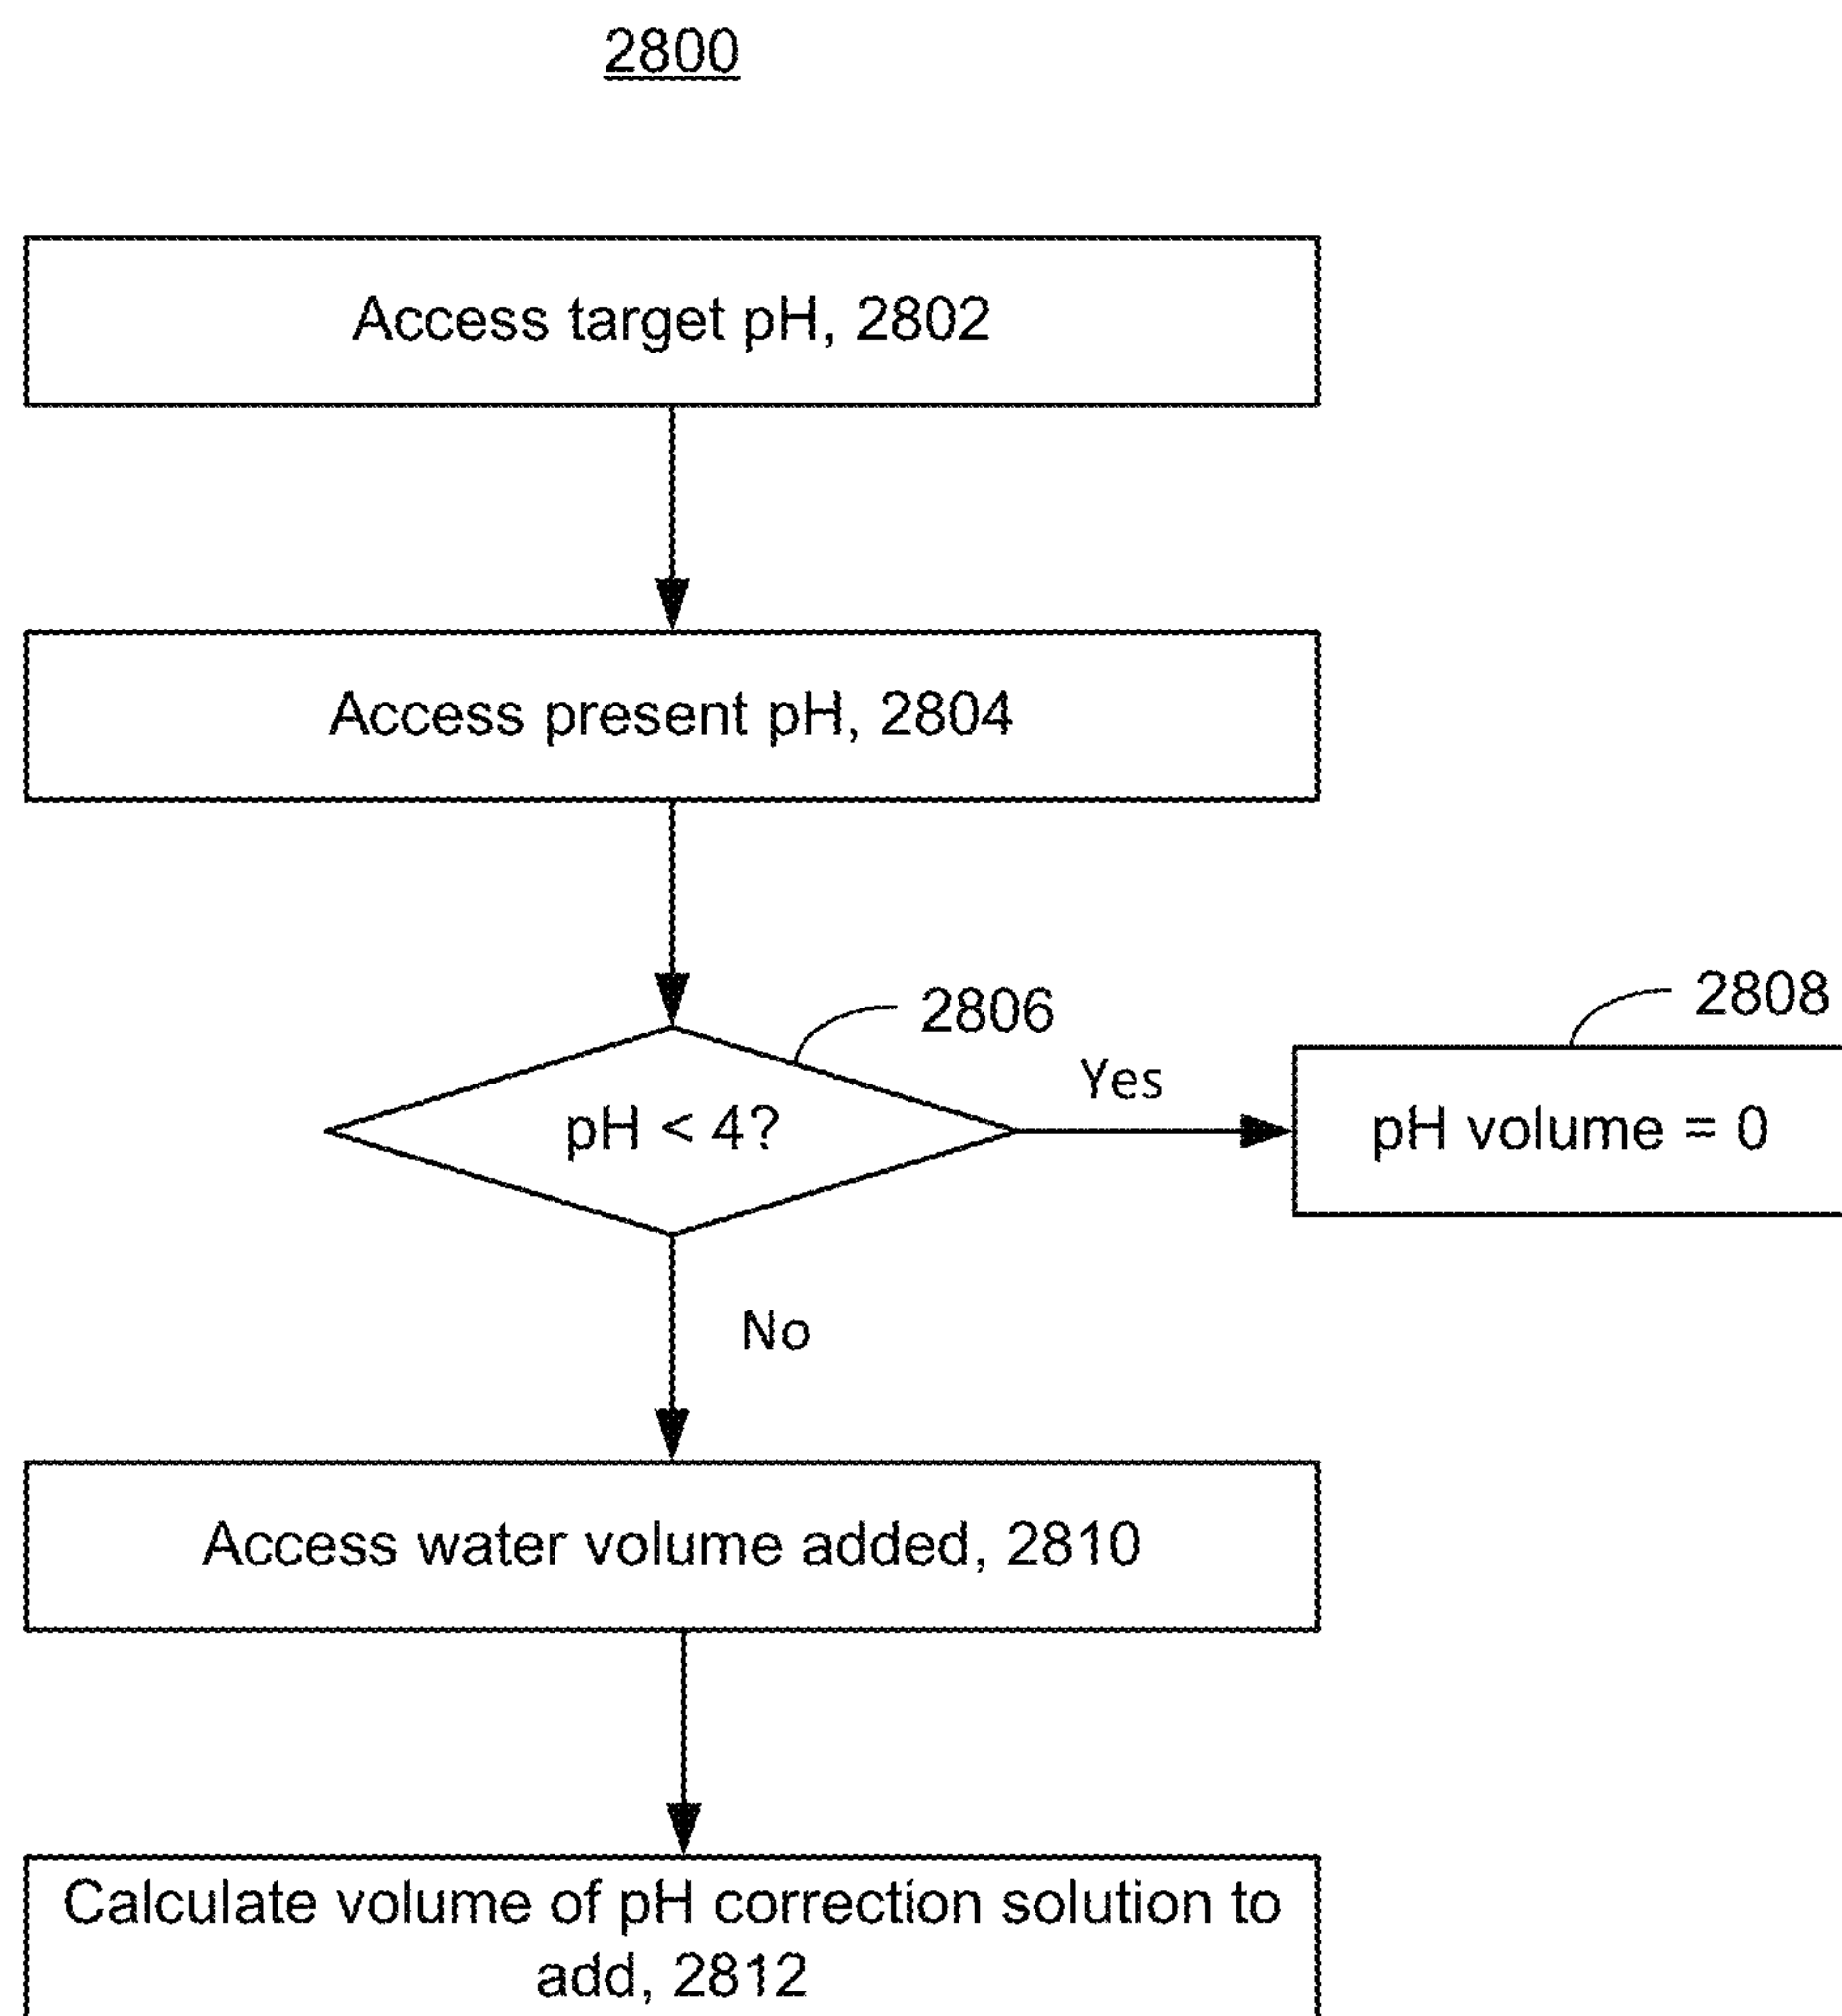 2800
Access target pH, 2802
Access present pH, 2804
2806
2808
pH < 4?
Yes
pH volume = 0
No
Access water volume added, 2810
Calculate volume of pH correction solution to
add, 2812